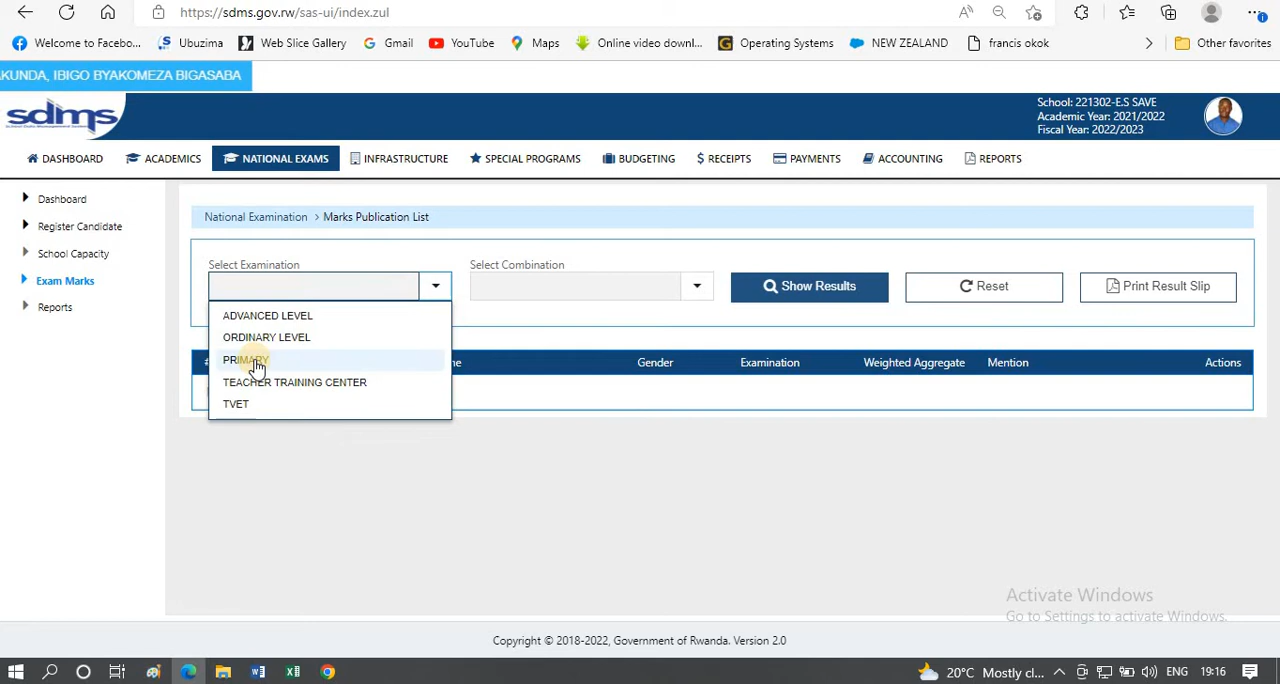 https://sdms.gov.rw/sas-ui/index.zul
Welcome to Facebo... Ubuzima Web Slice Gallery Gmail YouTube Maps Online video downl... Operating Systems NEW ZEALAND francis okok Other favorites
KUNDA, IBIGO BYAKOMEZA BIGASABA
sdms
School: 221302-E.S SAVE
Academic Year: 2021/2022
Fiscal Year: 2022/2023
DASHBOARD ACADEMICS NATIONAL EXAMS INFRASTRUCTURE SPECIAL PROGRAMS BUDGETING RECEIPTS PAYMENTS ACCOUNTING REPORTS
Dashboard
Register Candidate
School Capacity
Exam Marks
Reports
National Examination > Marks Publication List
Select Examination Select Combination
Show Results Reset Print Result Slip
ADVANCED LEVEL
ORDINARY LEVEL
PRIMARY
TEACHER TRAINING CENTER
TVET
# Gender Examination Weighted Aggregate Mention Actions
Activate Windows
Go to Settings to activate Windows.
Copyright © 2018-2022, Government of Rwanda. Version 2.0
20°C Mostly cl... ENG 19:16